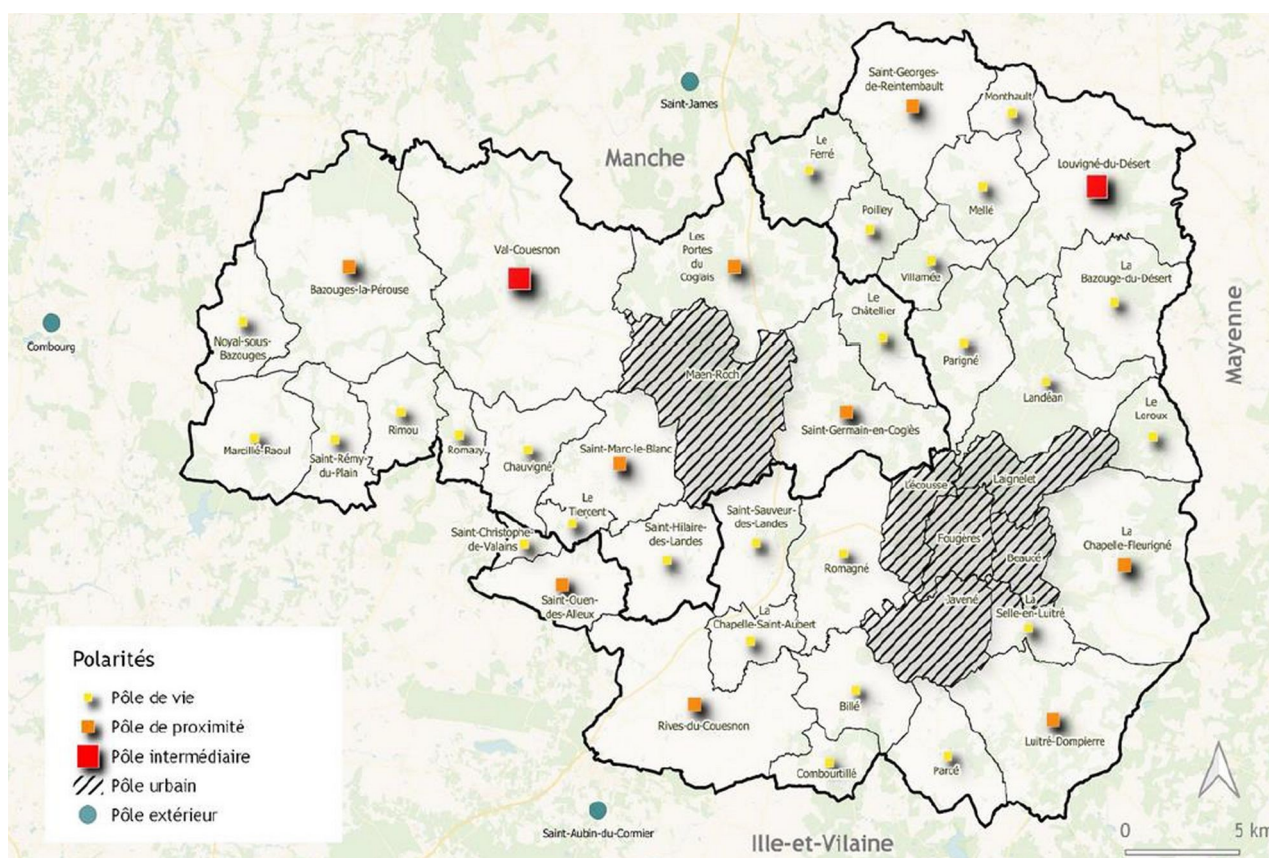 Saint-Georges-
de-Reintembault
Monthault
Saint-James
Manche
Le
Ferré
Louvigné-du-Désert
Mellé
Poilley
Val-Couesnon
Les
Portes
du
Coglais
Villamée
La
Bazouge-du-Désert
Bazouges-la-Pérouse
Le
Châtellier
Mayenne
Combourg
Noyal-sous-
Bazouges
Parigné
Maen-Roch
Landéan
Le
Loroux
Marcillé-Raoul
Saint-Rémy-
du-Plain
Rimou
Romazy
Chauvigné
Saint-Marc-le-Blanc
Saint-Germain-en-Coglès
Lécousse
Laignelet
Le
Tiercent
Saint-Christophe-
de-Valains
Saint-Hilaire-
des-Landes
Saint-Sauveur-
des-Landes
Romagné
Fougères
Beaucé
La
Chapelle-Fleurigné
Saint-Ouen-
des-Alleux
La
Chapelle-Saint-Aubert
Javené
La
Selle-en-Luitré
Rives-du-Couesnon
Billé
Luitré-Dompierre
Combourtillé
Parcé
Saint-Aubin-du-Cormier
Ille-et-Vilaine
Polarités
Pôle de vie
Pôle de proximité
Pôle intermédiaire
Pôle urbain
Pôle extérieur
0 5 km